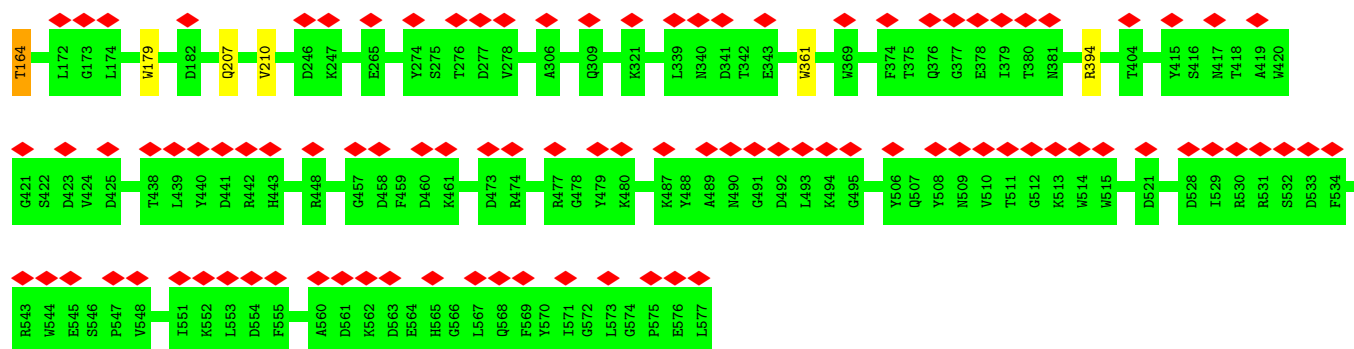 T164 L172 G173 L174 W179 D182 Q207 V210 D246 K247 E265 Y274 S275 T276 D277 V278 A306 Q309 K321 L339 N340 D341 T342 E343 W361 W369 F374 T375 Q376 G377 E378 I379 T380 N381 R394 T404 Y415 S416 N417 T418 A419 W420
G421 S422 D423 V424 D425 T438 L439 Y440 D441 R442 H443 R448 G457 D458 F459 D460 K461 D473 R474 R477 G478 Y479 K480 K487 Y488 A489 N490 G491 D492 L493 K494 G495 Y506 Q507 Y508 N509 V510 T511 G512 K513 W514 W515 D521 D528 I529 R530 R531 S532 D533 F534
R543 W544 E545 S546 P547 V548 I551 K552 L553 D554 F555 A560 D561 K562 D563 E564 H565 G566 L567 Q568 F569 Y570 I571 G572 L573 G574 P575 E576 L577